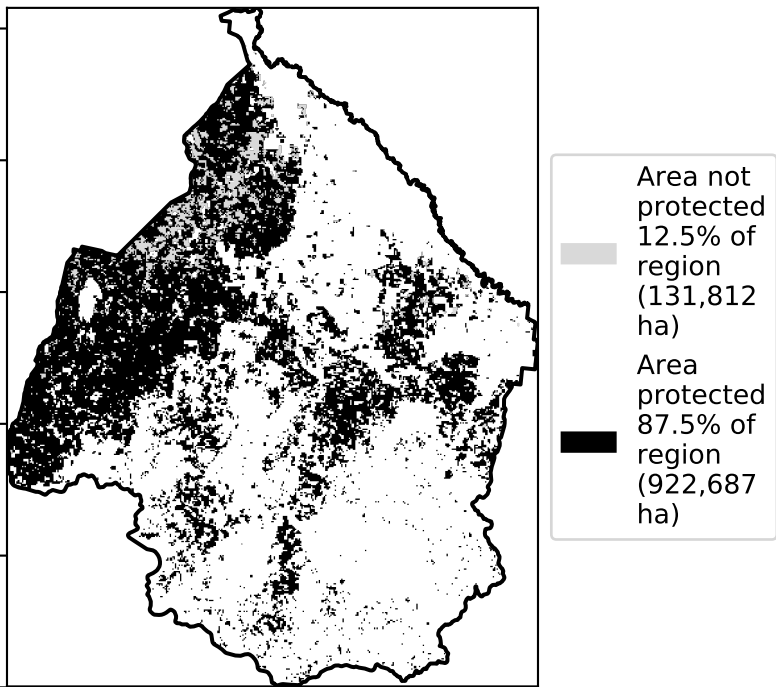 Area not
protected
12.5% of
region
(131,812
ha)
Area
protected
87.5% of
region
(922,687
ha)